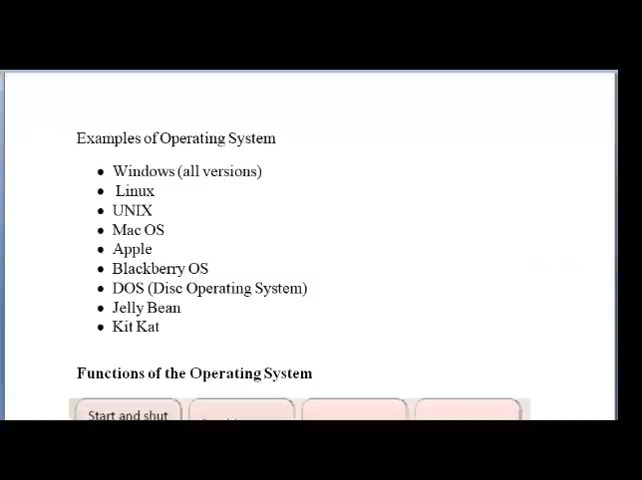 Examples of Operating System
• Windows (all versions)
• Linux
• UNIX
• Mac OS
• Apple
• Blackberry OS
• DOS (Disc Operating System)
• Jelly Bean
• Kit Kat
Functions of the Operating System
Start and shut